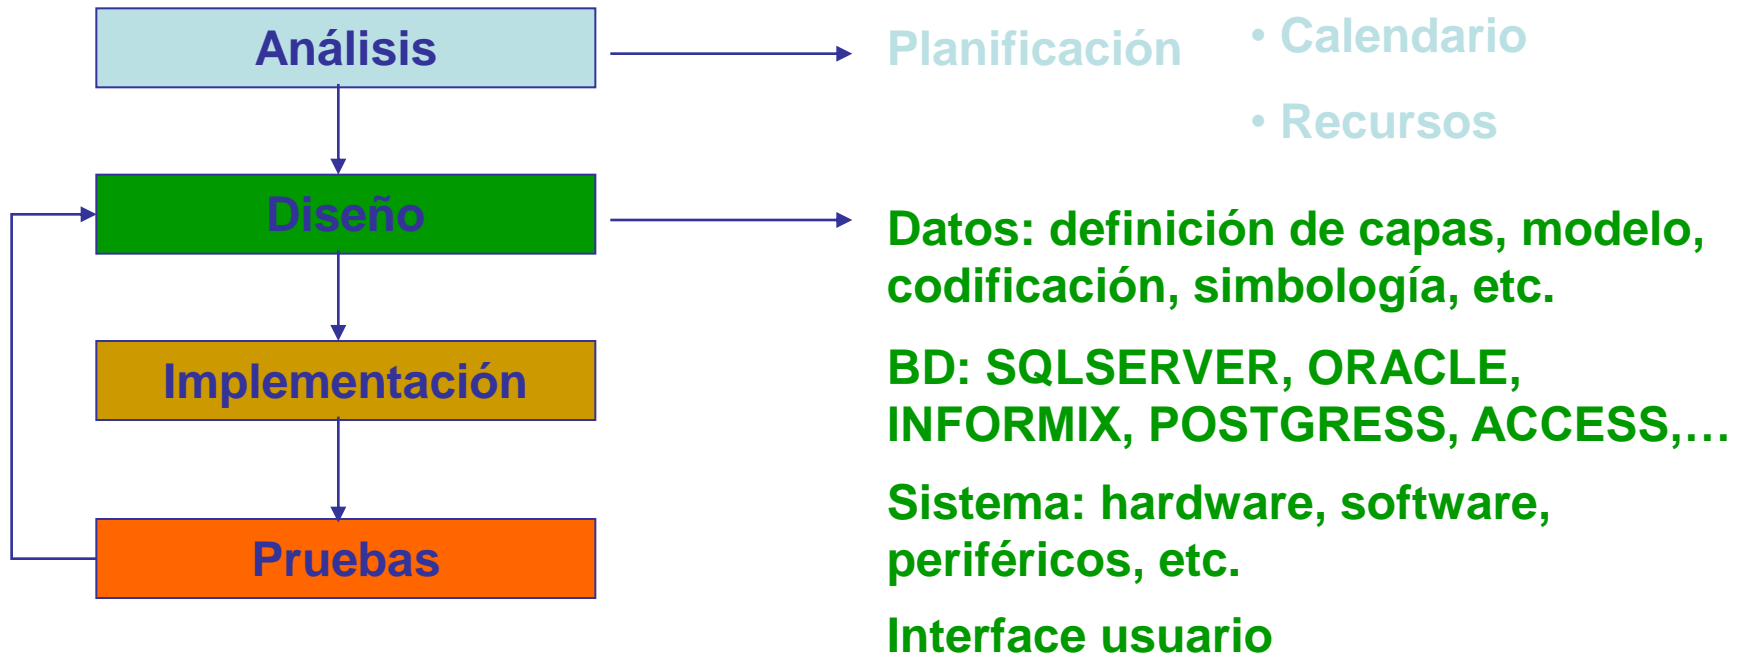 Análisis
Planificación
• Calendario
• Recursos
Diseño
Datos: definición de capas, modelo,
codificación, simbología, etc.
Implementación
BD: SQLSERVER, ORACLE,
INFORMIX, POSTGRESS, ACCESS,…
Pruebas
Sistema: hardware, software,
periféricos, etc.
Interface usuario